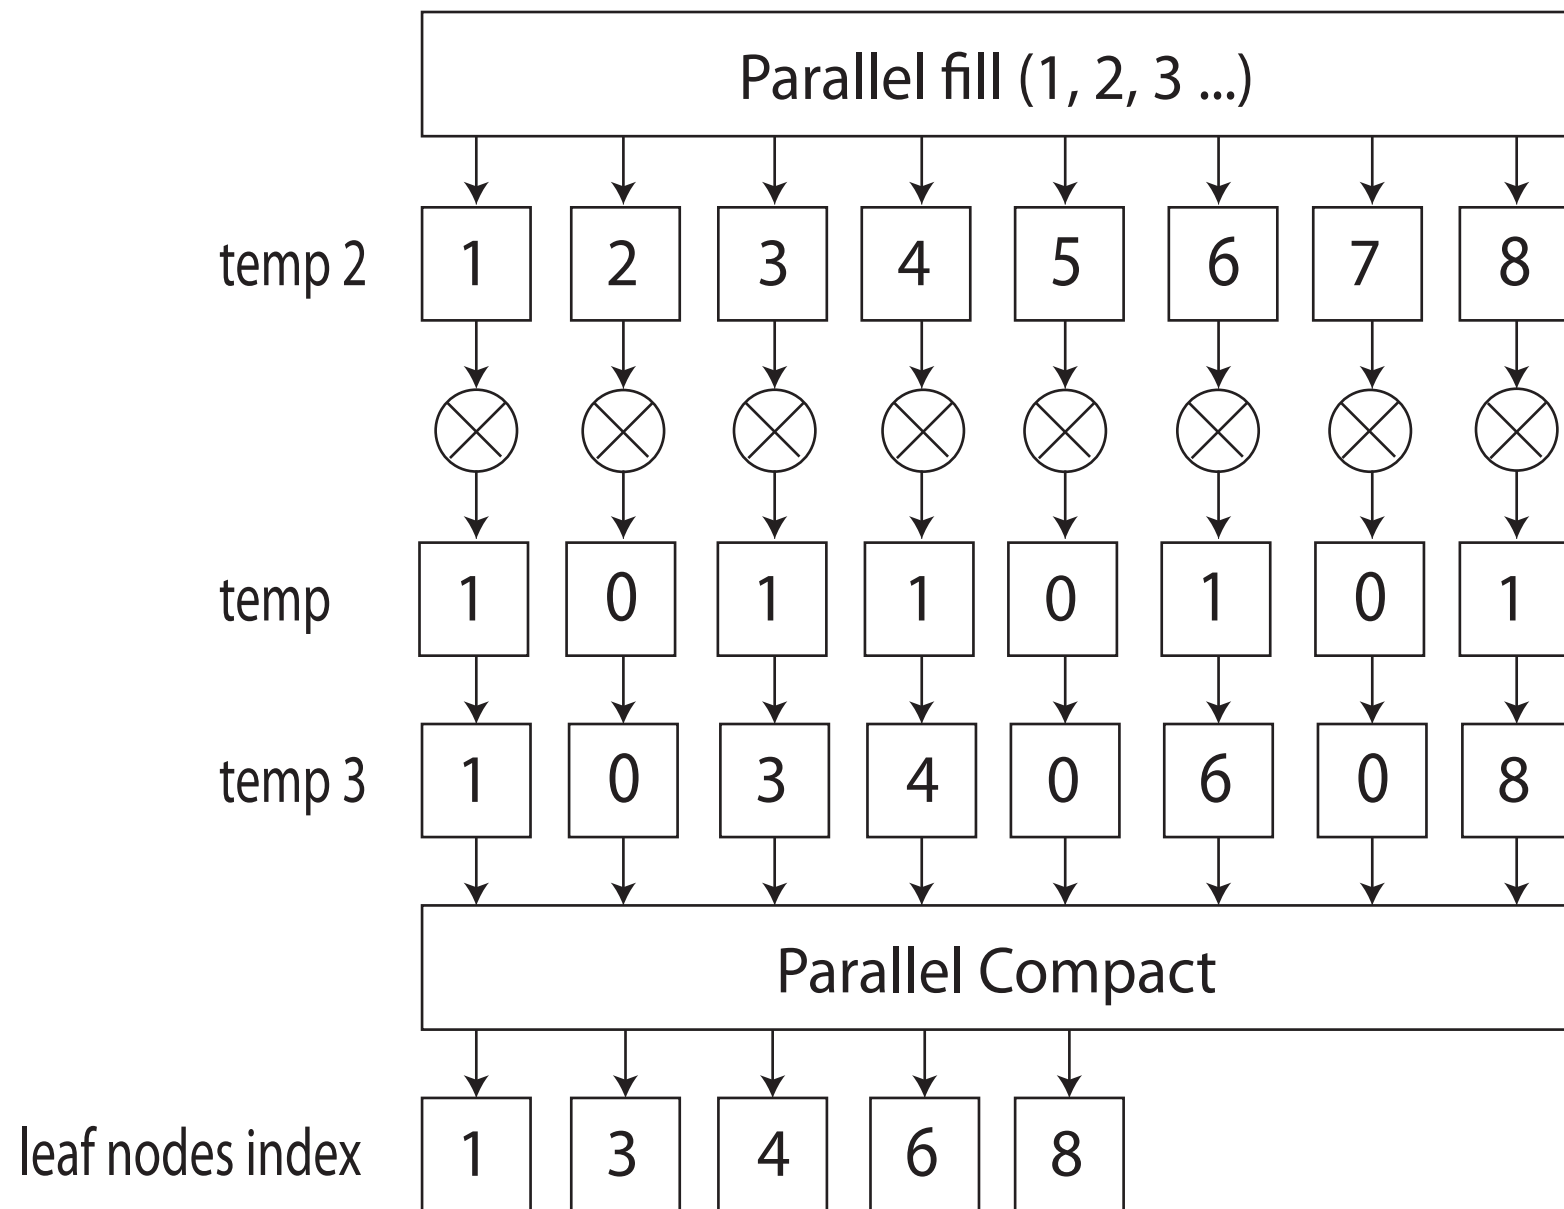 Parallel fill (1, 2, 3 ...)
temp 2 1 2 3 4 5 6 7 8
temp 1 0 1 1 0 1 0 1
temp 3 1 0 3 4 0 6 0 8
Parallel Compact
leaf nodes index 1 3 4 6 8